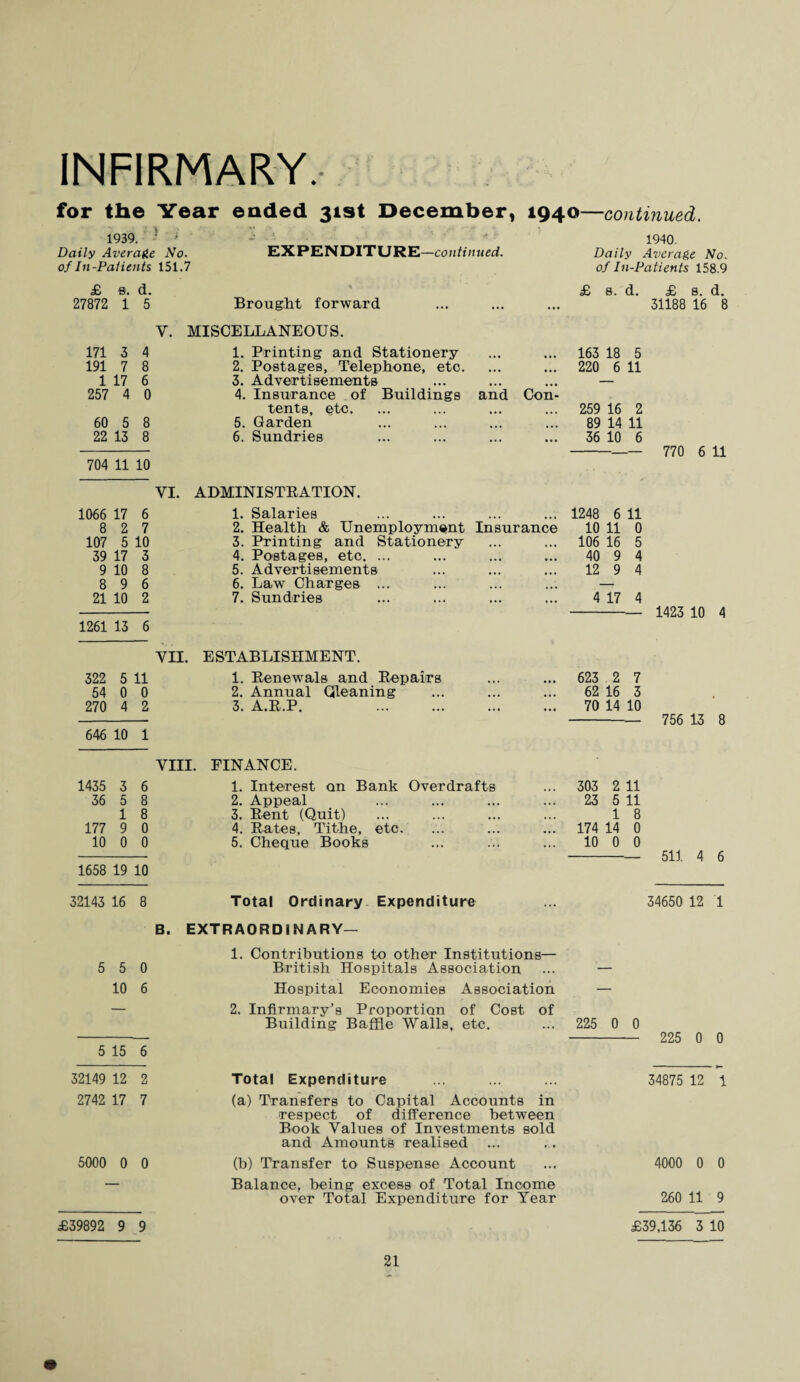 INFIRMARY.
for the Year ended 31st December, 1940—continued.
1939. 1940.
Daily Average No. EXPENDITURE—continued. Daily Average No.
of In-Patients 151.7 of In-Patients 158.9
£ s. d. £ s. d. £ s. d.
27872 1 5 Brought forward ... ... ... 31188 16 8
V. MISCELLANEOUS.
171 3 4 1. Printing and Stationery ... ... 163 18 5
191 7 8 2. Postages, Telephone, etc. ... ... 220 6 11
1 17 6 3. Advertisements ... ... ... —
257 4 0 4. Insurance of Buildings and Con-
tents, etc. ... ... ... ... 259 16 2
60 5 8 5. Garden ... ... ... ... 89 14 11
22 13 8 6. Sundries ... ... ... ... 36 10 6
770 6 11
704 11 10
VI. ADMINISTRATION.
1066 17 6 1. Salaries ... ... ... ... 1248 6 11
8 2 7 2. Health & Unemployment Insurance 10 11 0
107 5 10 3. Printing and Stationery ... ... 106 16 5
39 17 3 4. Postages, etc. ... ... ... ... 40 9 4
9 10 8 5. Advertisements ... ... ... 12 9 4
8 9 6 6. Law Charges ... ... ... ... —
21 10 2 7. Sundries ... ... ... ... 4 17 4
1423 10 4
1261 13 6
VII. ESTABLISHMENT.
322 5 11 1. Renewals and Repairs ... ... 623 2 7
54 0 0 2. Annual Cleaning ... ... ... 62 16 3
270 4 2 3. A.R.P. ... ... ... ... 70 14 10
756 13 8
646 10 1
VIII. FINANCE.
1435 3 6 1. Interest on Bank Overdrafts ... 303 2 11
36 5 8 2. Appeal ... ... ... ... 23 5 11
1 8 3. Rent (Quit) ... ... ... ... 1 8
177 9 0 4. Rates, Tithe, etc. ... ... ... 174 14 0
10 0 0 5. Cheque Books ... ... ... 10 0 0
511 4 6
1658 19 10
32143 16 8 Total Ordinary Expenditure ... 34650 12 1
B. EXTRAORDINARY—
1. Contributions to other Institutions—
5 5 0 British Hospitals Association ... —
10 6 Hospital Economies Association —
— 2. Infirmary's Proportion of Cost of
Building Baffle Walls, etc. ... 225 0 0
225 0 0
5 15 6
32149 12 2 Total Expenditure ... ... ... 34875 12 1
2742 17 7 (a) Transfers to Capital Accounts in
respect of difference between
Book Values of Investments sold
and Amounts realised ... ..
5000 0 0 (b) Transfer to Suspense Account ... 4000 0 0
— Balance, being excess of Total Income
over Total Expenditure for Year 260 11 9
£39892 9 9 £39,136 3 10
21